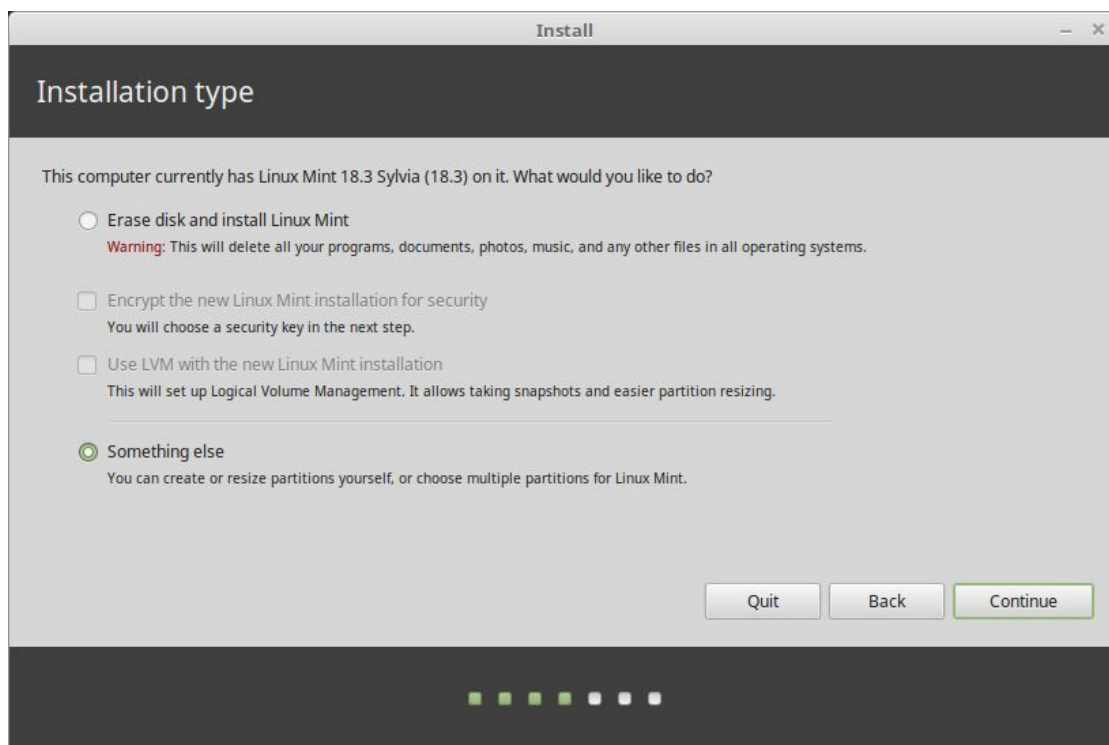 Install
Installation type
This computer currently has Linux Mint 18.3 Sylvia (18.3) on it. What would you like to do?
Erase disk and install Linux Mint
Warning: This will delete all your programs, documents, photos, music, and any other files in all operating systems.
Encrypt the new Linux Mint installation for security
You will choose a security key in the next step.
Use LVM with the new Linux Mint installation
This will set up Logical Volume Management. It allows taking snapshots and easier partition resizing.
Something else
You can create or resize partitions yourself, or choose multiple partitions for Linux Mint.
Quit Back Continue